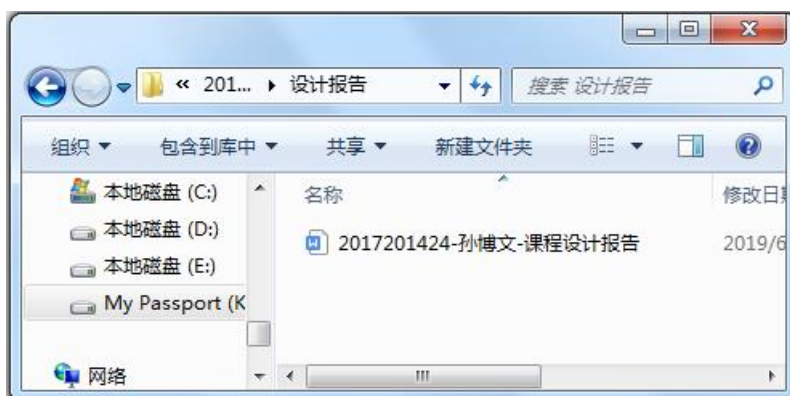 « 201... ▸ 设计报告
搜索 设计报告
组织 包含到库中 共享 新建文件夹
本地磁盘 (C:)
本地磁盘 (D:)
本地磁盘 (E:)
My Passport (K
网络
名称 修改日期
2017201424-孙博文-课程设计报告 2019/6